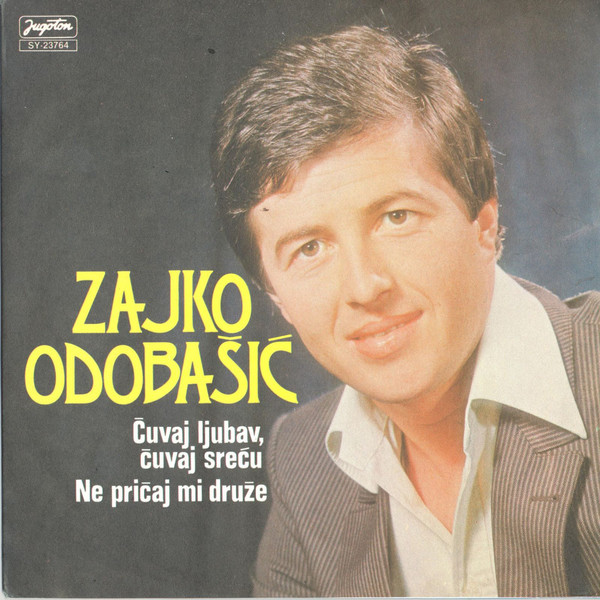 Jugoton
SY-23764
ZAJKO
ODOBAŠIĆ
Čuvaj ljubav,
čuvaj sreću
Ne pričaj mi druže